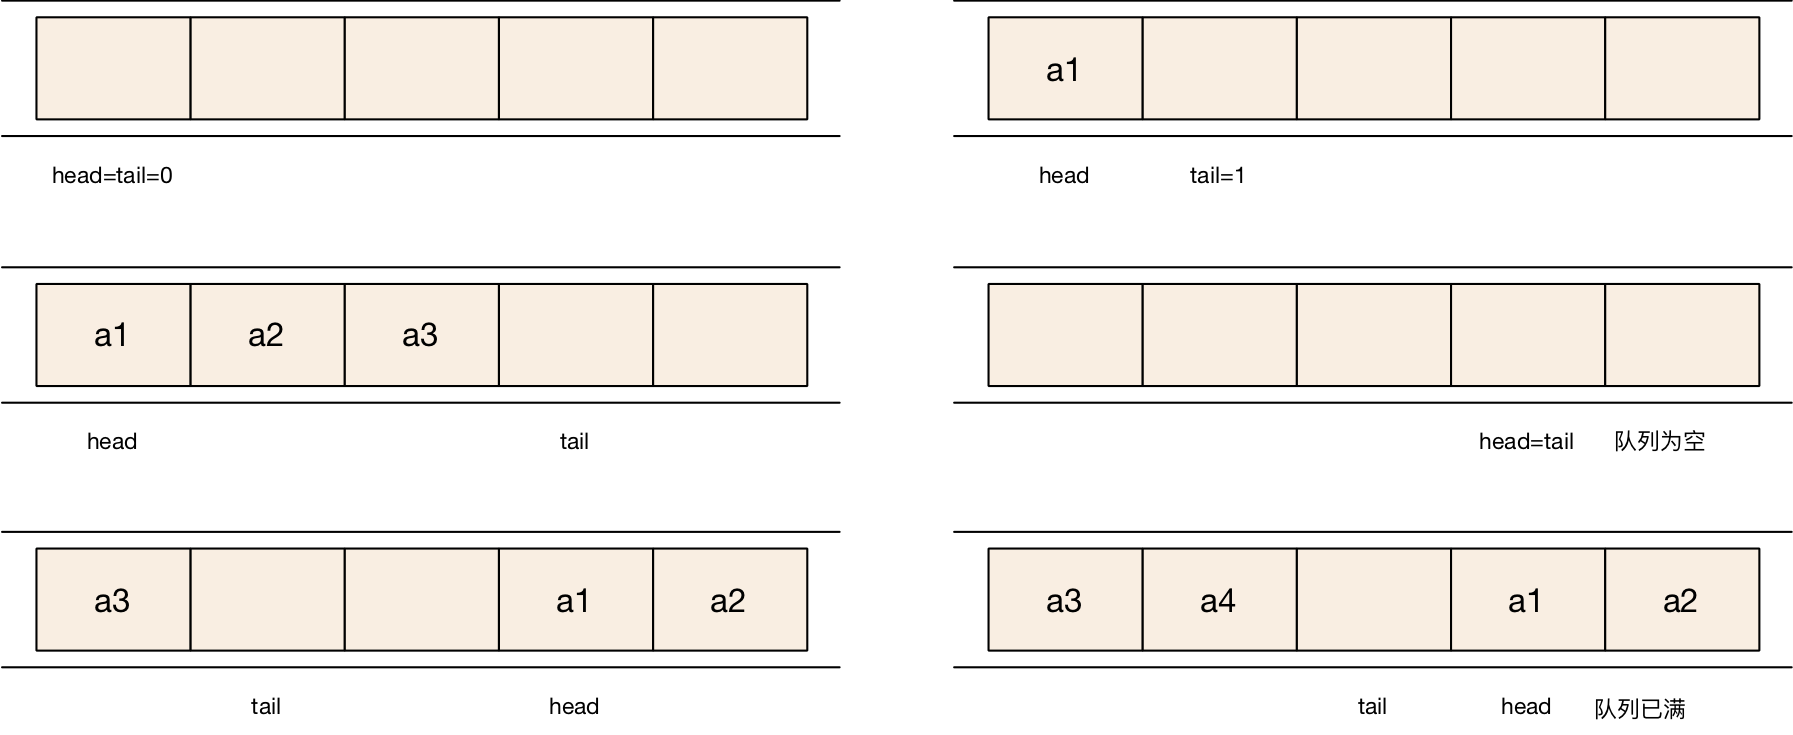 a1
head=tail=0
head tail=1
a1 a2 a3
head tail
head=tail 队列为空
a3 a1 a2
a3 a4 a1 a2
tail head
tail head 队列已满